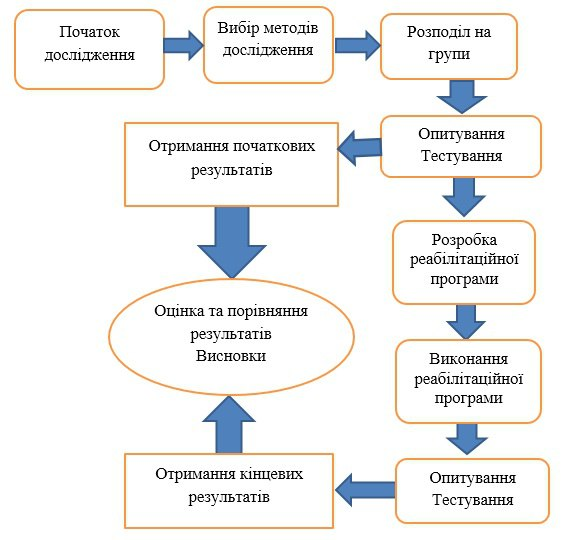 Початок
дослідження
Вибір методів
дослідження
Розподіл на
групи
Опитування
Тестування
Отримання початкових
результатів
Розробка
реабілітаційної
програми
Оцінка та порівняння
результатів
Висновки
Виконання
реабілітаційної
програми
Отримання кінцевих
результатів
Опитування
Тестування